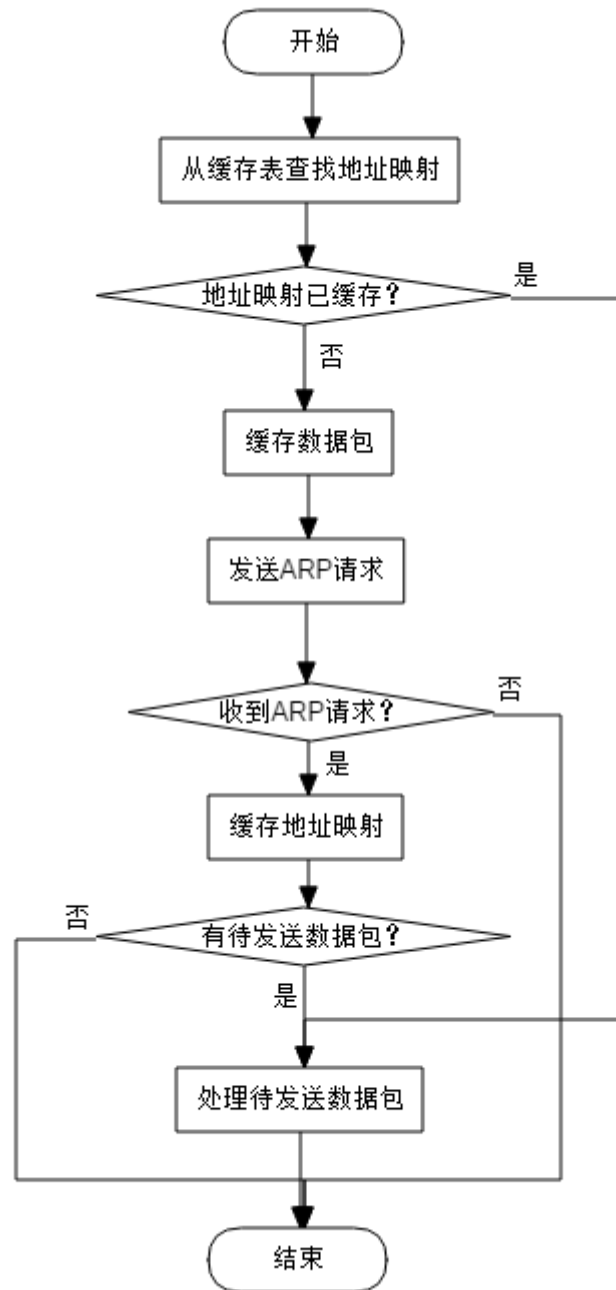 开始
从缓存表查找地址映射
地址映射已缓存？
是
否
缓存数据包
发送ARP请求
收到ARP请求？
否
是
缓存地址映射
否
有待发送数据包？
是
处理待发送数据包
结束